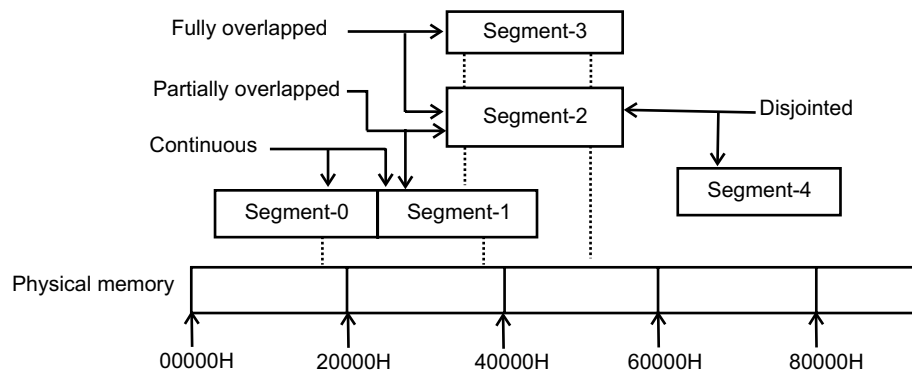 Fully overlapped
Segment-3
Partially overlapped
Segment-2
Disjointed
Continuous
Segment-4
Segment-0
Segment-1
Physical memory
00000H
20000H
40000H
60000H
80000H